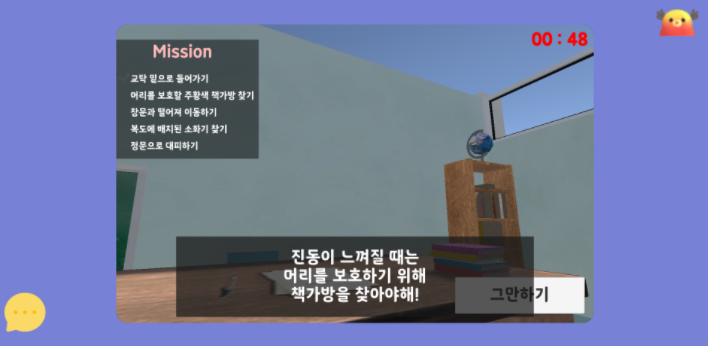 Mission
00 : 48
교탁 밑으로 들어가기
머리를 보호할 주황색 책가방 찾기
창문과 떨어져 이동하기
복도에 배치된 소화기 찾기
정문으로 대피하기
진동이 느껴질 때는
머리를 보호하기 위해
책가방을 찾아야해!
그만하기